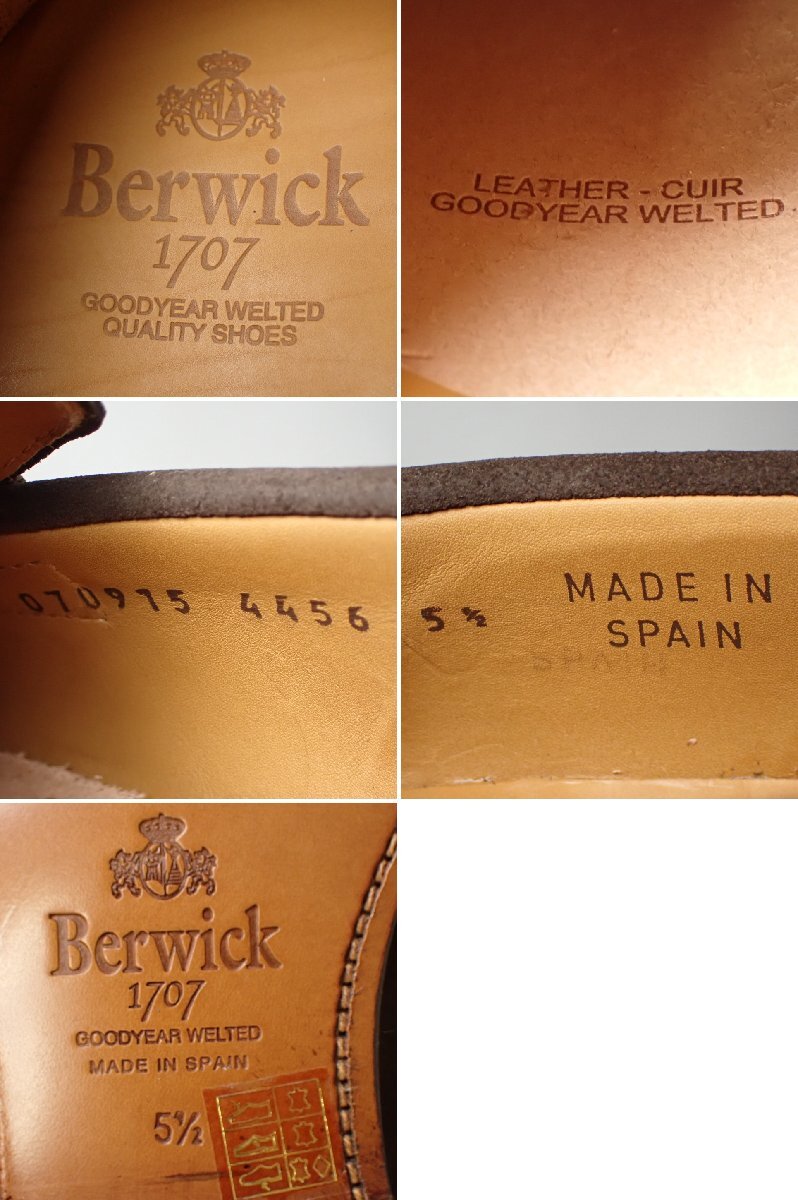 Berwick
1707
GOODYEAR WELTED
QUALITY SHOES
LEATHER - CUIR
GOODYEAR WELTED
070915 4456
5½ MADE IN
SPAIN
SPAIN
Berwick
1707
GOODYEAR WELTED
MADE IN SPAIN
5½